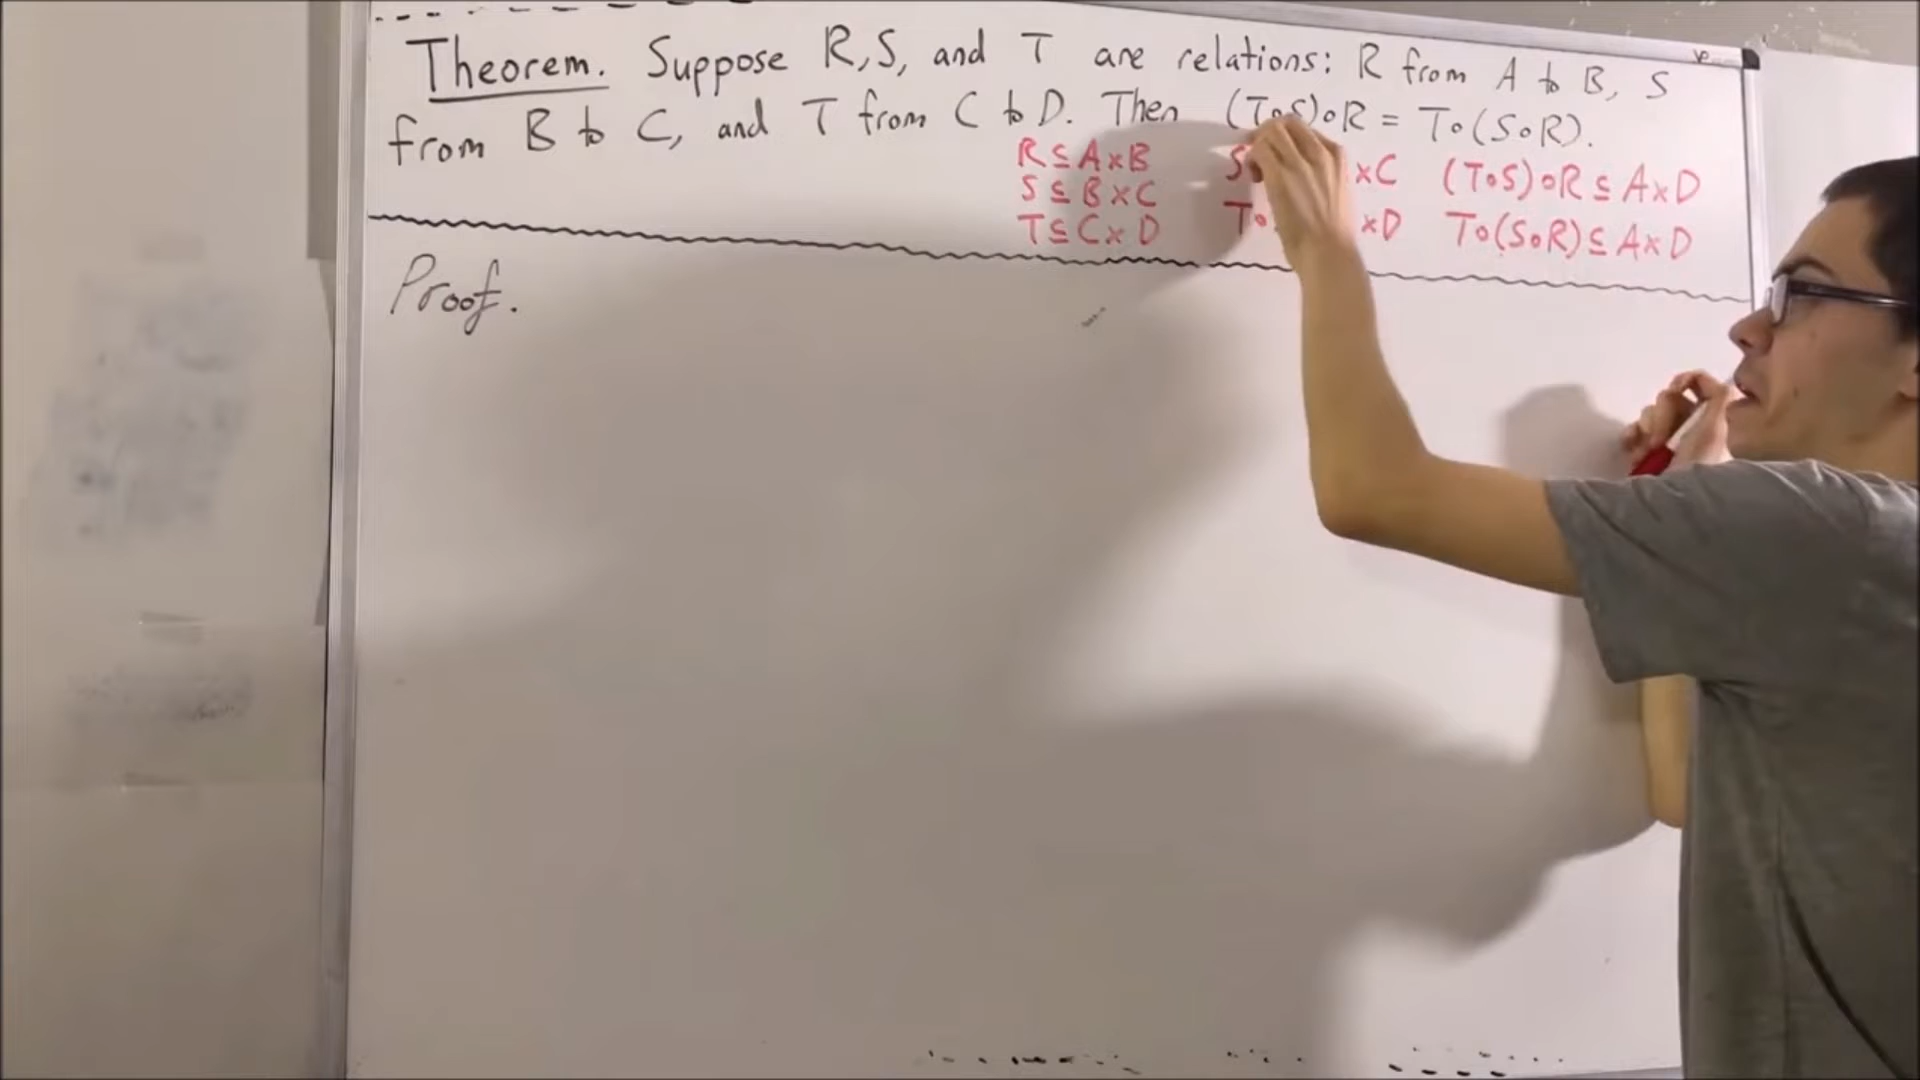 Theorem. Suppose R, S, and T are relations: R from A to B, S
from B to C, and T from C to D. Then (T∘S)∘R = T∘(S∘R).
R ⊆ A×B ×C (T∘S)∘R ⊆ A×D
S ⊆ B×C ×D T∘(S∘R) ⊆ A×D
T ⊆ C×D
Proof.